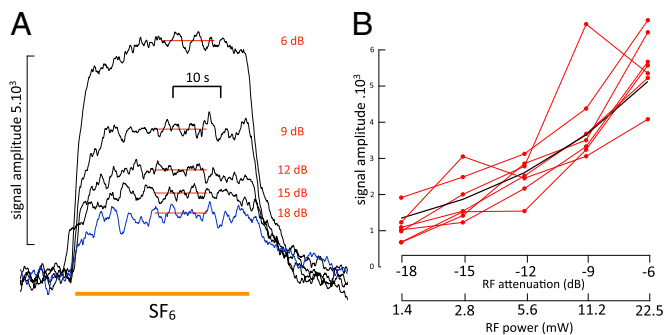 A
signal amplitude 5.10³
6 dB
10 s
9 dB
12 dB
15 dB
18 dB
SF₆
B
signal amplitude .10³
6
5
4
3
2
1
0
-18 -15 -12 -9 -6
RF attenuation (dB)
1.4 2.8 5.6 11.2 22.5
RF power (mW)